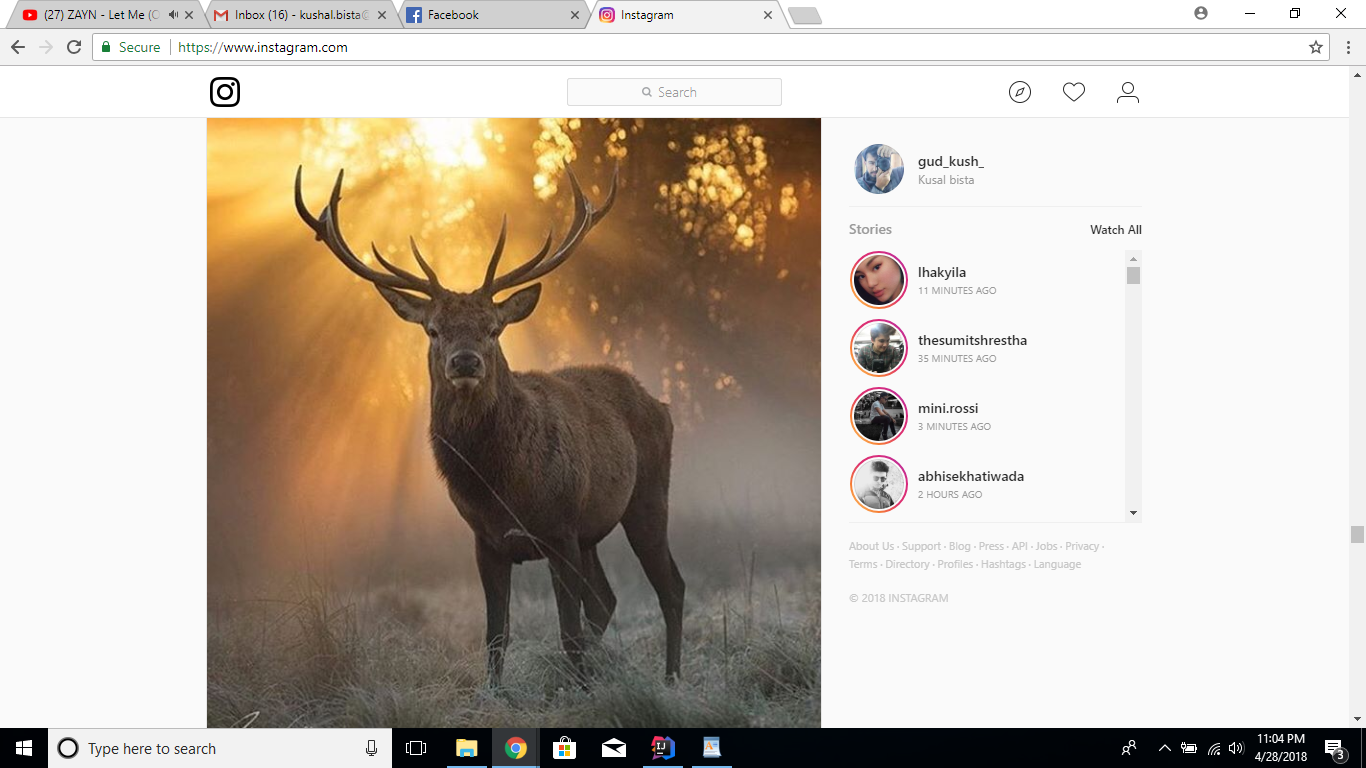 (27) ZAYN - Let Me (O
Inbox (16) - kushal.bista@
Facebook
Instagram
Secure
https://www.instagram.com
Search
gud_kush_
Kusal bista
Stories
Watch All
lhakyila
11 MINUTES AGO
thesumitshrestha
35 MINUTES AGO
mini.rossi
3 MINUTES AGO
abhisekhatiwada
2 HOURS AGO
About Us · Support · Blog · Press · API · Jobs · Privacy ·
Terms · Directory · Profiles · Hashtags · Language
© 2018 INSTAGRAM
Type here to search
IJ
11:04 PM
4/28/2018
3